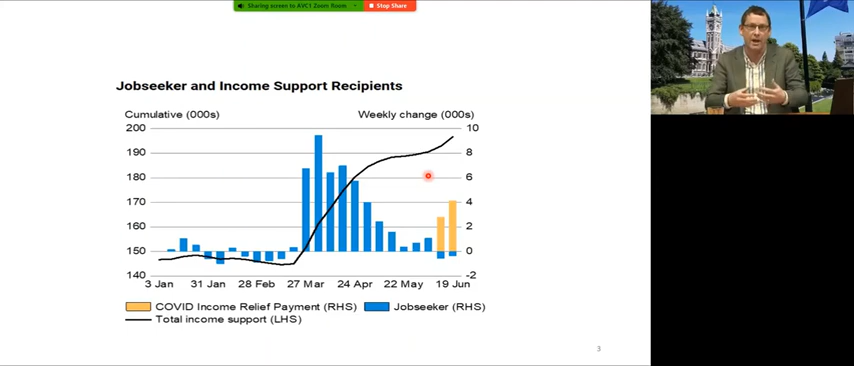 Sharing screen to AVC1 Zoom Room
Stop Share
Jobseeker and Income Support Recipients
Cumulative (000s)
Weekly change (000s)
200
10
190
8
180
6
170
4
160
2
150
0
140
-2
3 Jan
31 Jan
28 Feb
27 Mar
24 Apr
22 May
19 Jun
COVID Income Relief Payment (RHS)
Jobseeker (RHS)
Total income support (LHS)
3